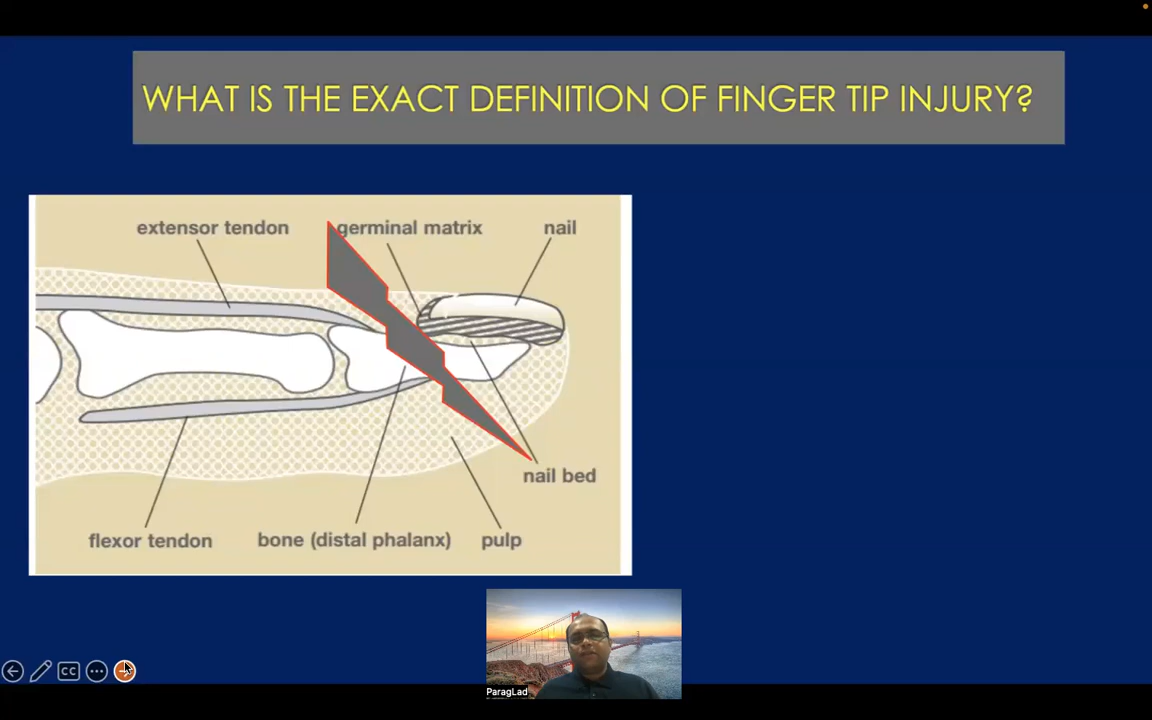 WHAT IS THE EXACT DEFINITION OF FINGER TIP INJURY?
extensor tendon
germinal matrix
nail
nail bed
flexor tendon
bone (distal phalanx)
pulp
CC
ParagLad